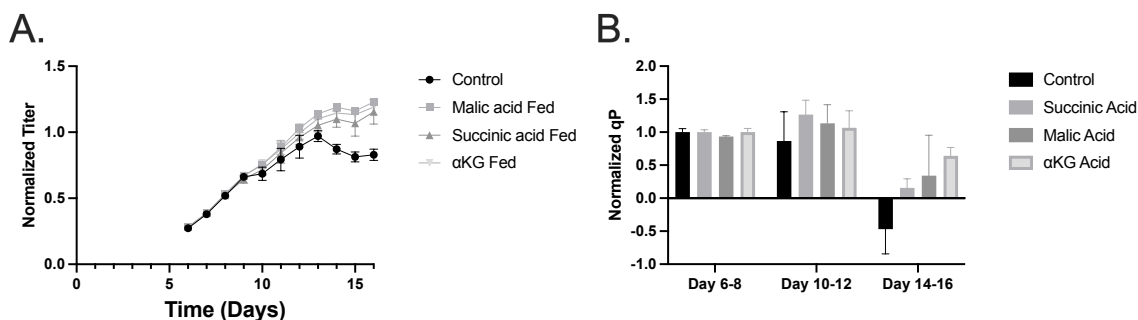 A.
Normalized Titer
1.5
1.0
0.5
0.0
0
5
10
15
Time (Days)
Control
Malic acid Fed
Succinic acid Fed
αKG Fed
B.
Normalized qP
2.0
1.5
1.0
0.5
0.0
-0.5
-1.0
Day 6-8
Day 10-12
Day 14-16
Control
Succinic Acid
Malic Acid
αKG Acid